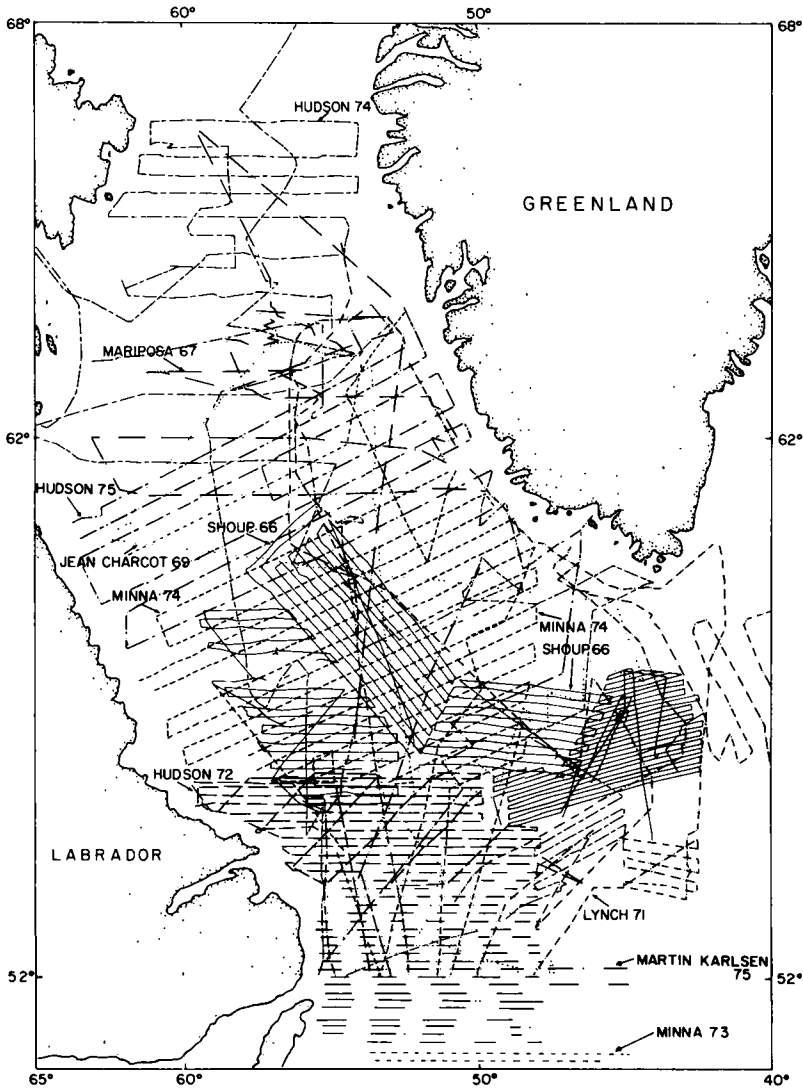 60° 50°
68° 68°
HUDSON 74
GREENLAND
MARIPOSA 67
62° 62°
HUDSON 75
SHOUP 66
JEAN CHARCOT 69
MINNA 74
MINNA 74
SHOUP 66
HUDSON 72
LABRADOR
LYNCH 71
52° MARTIN KARLSEN 52°
75
MINNA 73
65° 60° 50° 40°